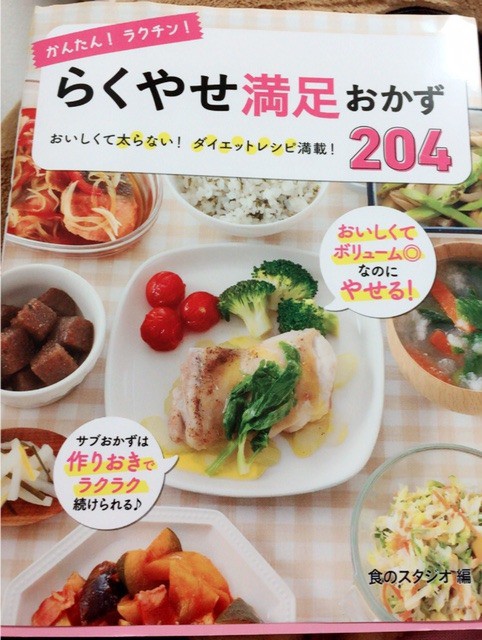 かんたん! ラクチン!
らくやせ満足おかず
おいしくて太らない! ダイエットレシピ満載!
204
おいしくて
ボリューム◎
なのに
やせる!
サブおかずは
作りおきで
ラクラク
続けられる♪
食のスタジオ 編